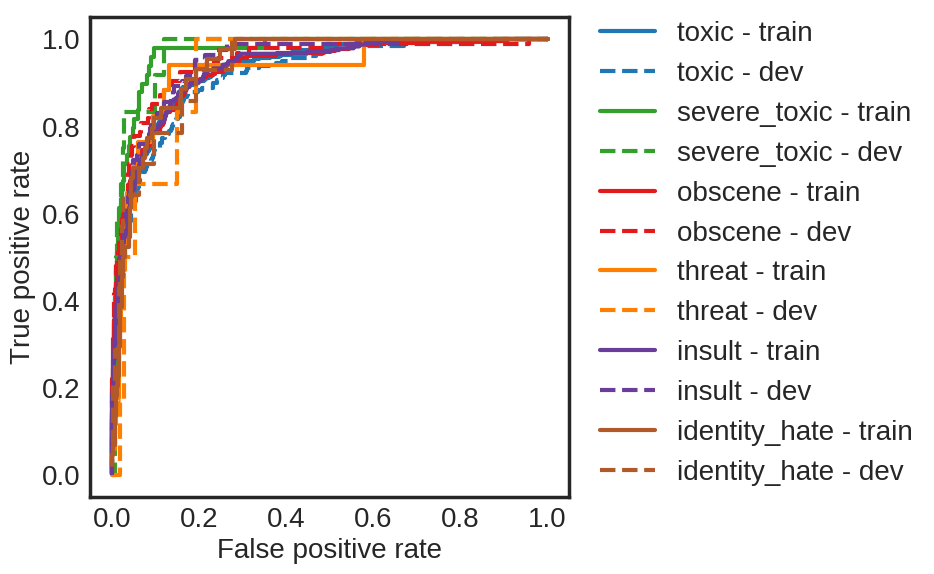 True positive rate
1.0
0.8
0.6
0.4
0.2
0.0
0.0 0.2 0.4 0.6 0.8 1.0
False positive rate
toxic - train
toxic - dev
severe_toxic - train
severe_toxic - dev
obscene - train
obscene - dev
threat - train
threat - dev
insult - train
insult - dev
identity_hate - train
identity_hate - dev